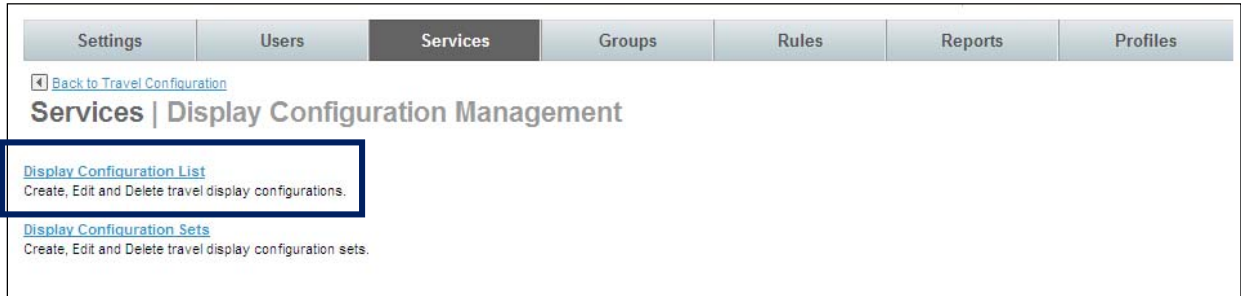 Settings Users Services Groups Rules Reports Profiles
Back to Travel Configuration
Services | Display Configuration Management
Display Configuration List
Create, Edit and Delete travel display configurations.
Display Configuration Sets
Create, Edit and Delete travel display configuration sets.